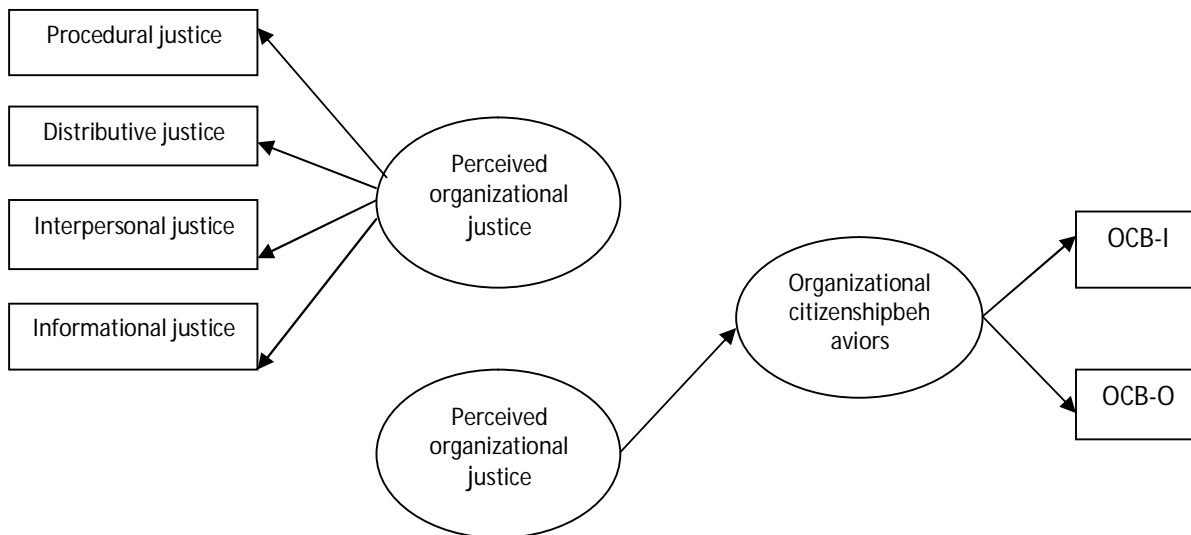 Procedural justice
Distributive justice
Interpersonal justice
Informational justice
Perceived
organizational
justice
Perceived
organizational
justice
Organizational
citizenshipbeh
aviors
OCB-I
OCB-O